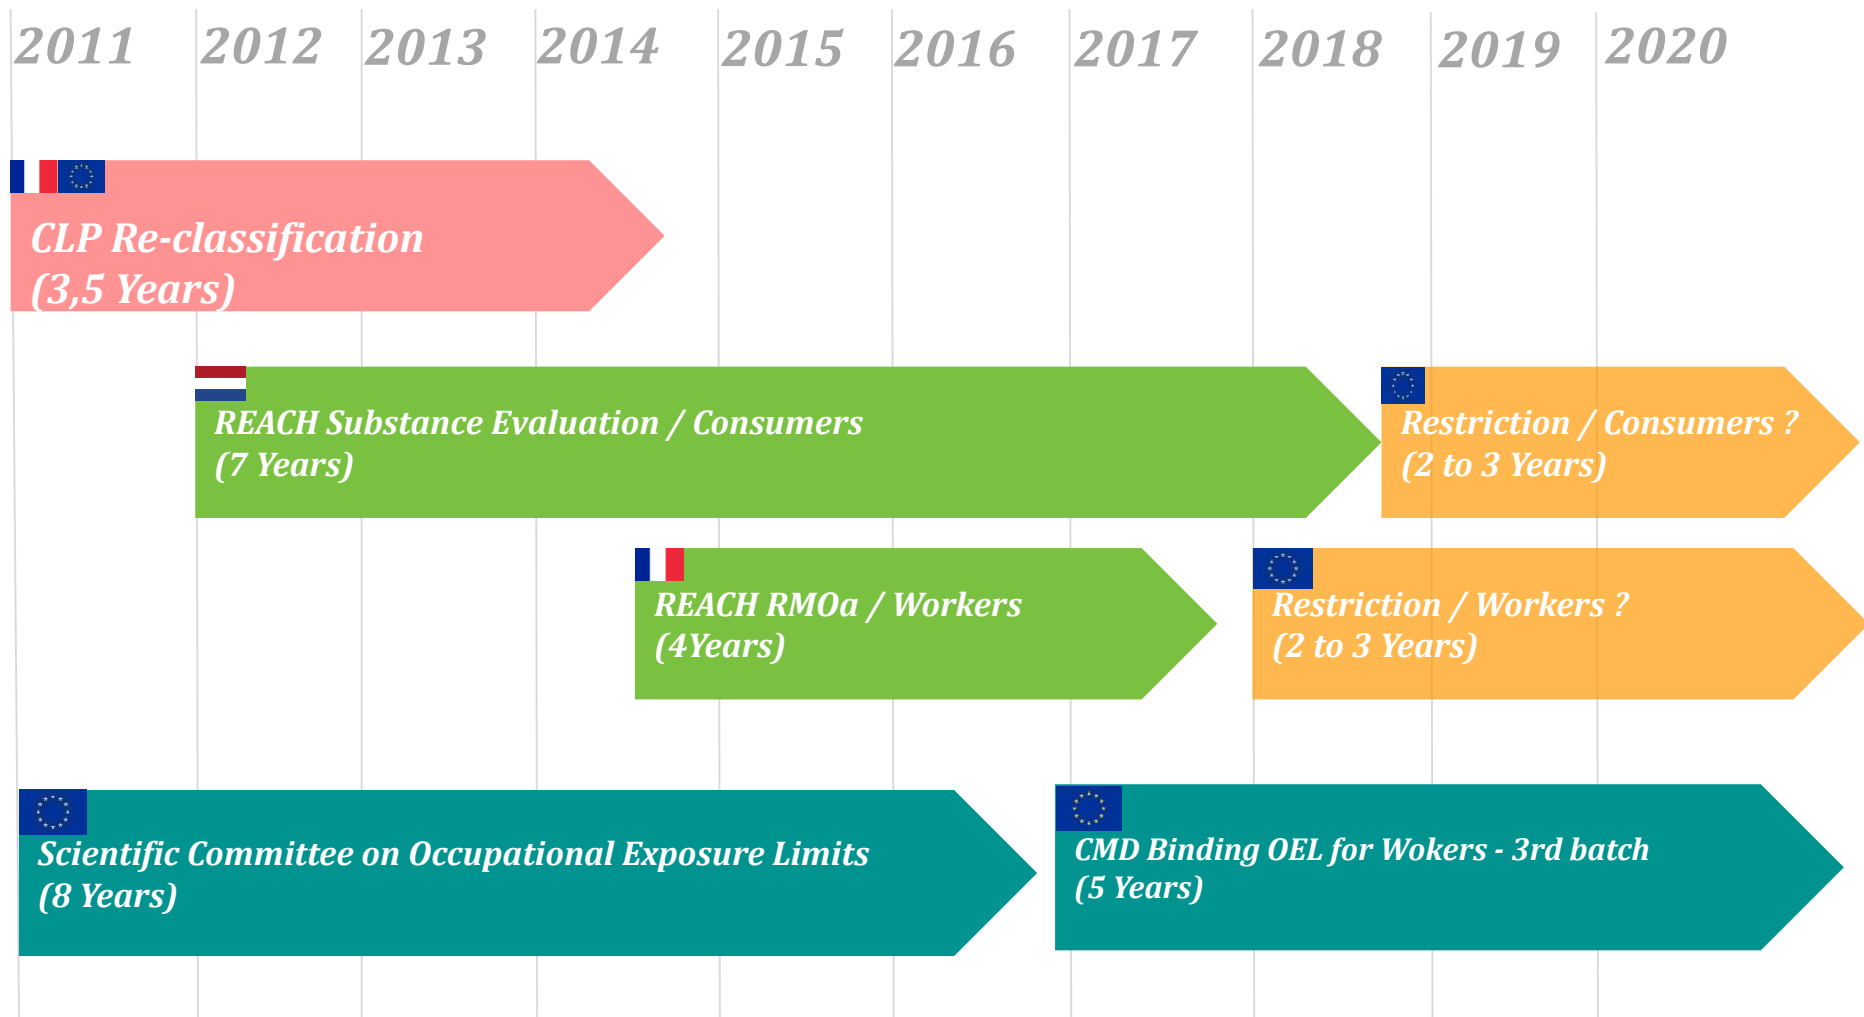 2011 2012 2013 2014 2015 2016 2017 2018 2019 2020
CLP Re-classification
(3,5 Years)
REACH Substance Evaluation / Consumers
(7 Years)
Restriction / Consumers ?
(2 to 3 Years)
REACH RMOa / Workers
(4Years)
Restriction / Workers ?
(2 to 3 Years)
Scientific Committee on Occupational Exposure Limits
(8 Years)
CMD Binding OEL for Wokers - 3rd batch
(5 Years)